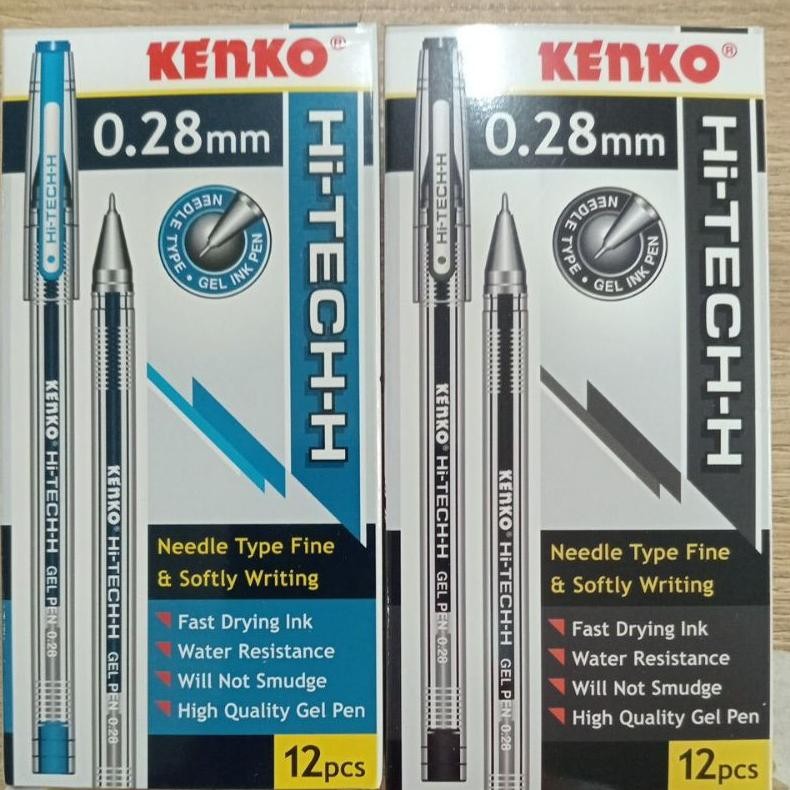 KENKO®
0.28mm
Hi-TECH-H
Hi-TECH-H
NEEDLE TYPE • GEL INK PEN
KENKO® Hi-TECH-H GEL PEN 0.28
KENKO® Hi-TECH-H GEL PEN 0.28
Needle Type Fine
& Softly Writing
Fast Drying Ink
Water Resistance
Will Not Smudge
High Quality Gel Pen
12pcs
KENKO®
0.28mm
Hi-TECH-H
Hi-TECH-H
NEEDLE TYPE • GEL INK PEN
KENKO® Hi-TECH-H GEL PEN 0.28
KENKO® Hi-TECH-H GEL PEN 0.28
Needle Type Fine
& Softly Writing
Fast Drying Ink
Water Resistance
Will Not Smudge
High Quality Gel Pen
12pcs